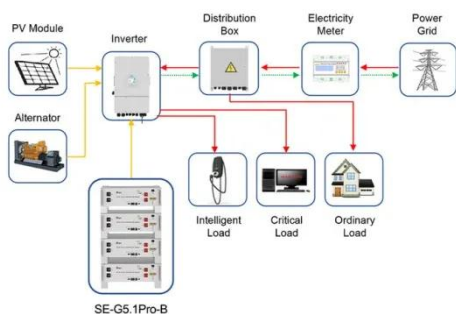 PV Module
Inverter
Distribution
Box
Electricity
Meter
Power
Grid
Alternator
Intelligent
Load
Critical
Load
Ordinary
Load
SE-G5.1Pro-B